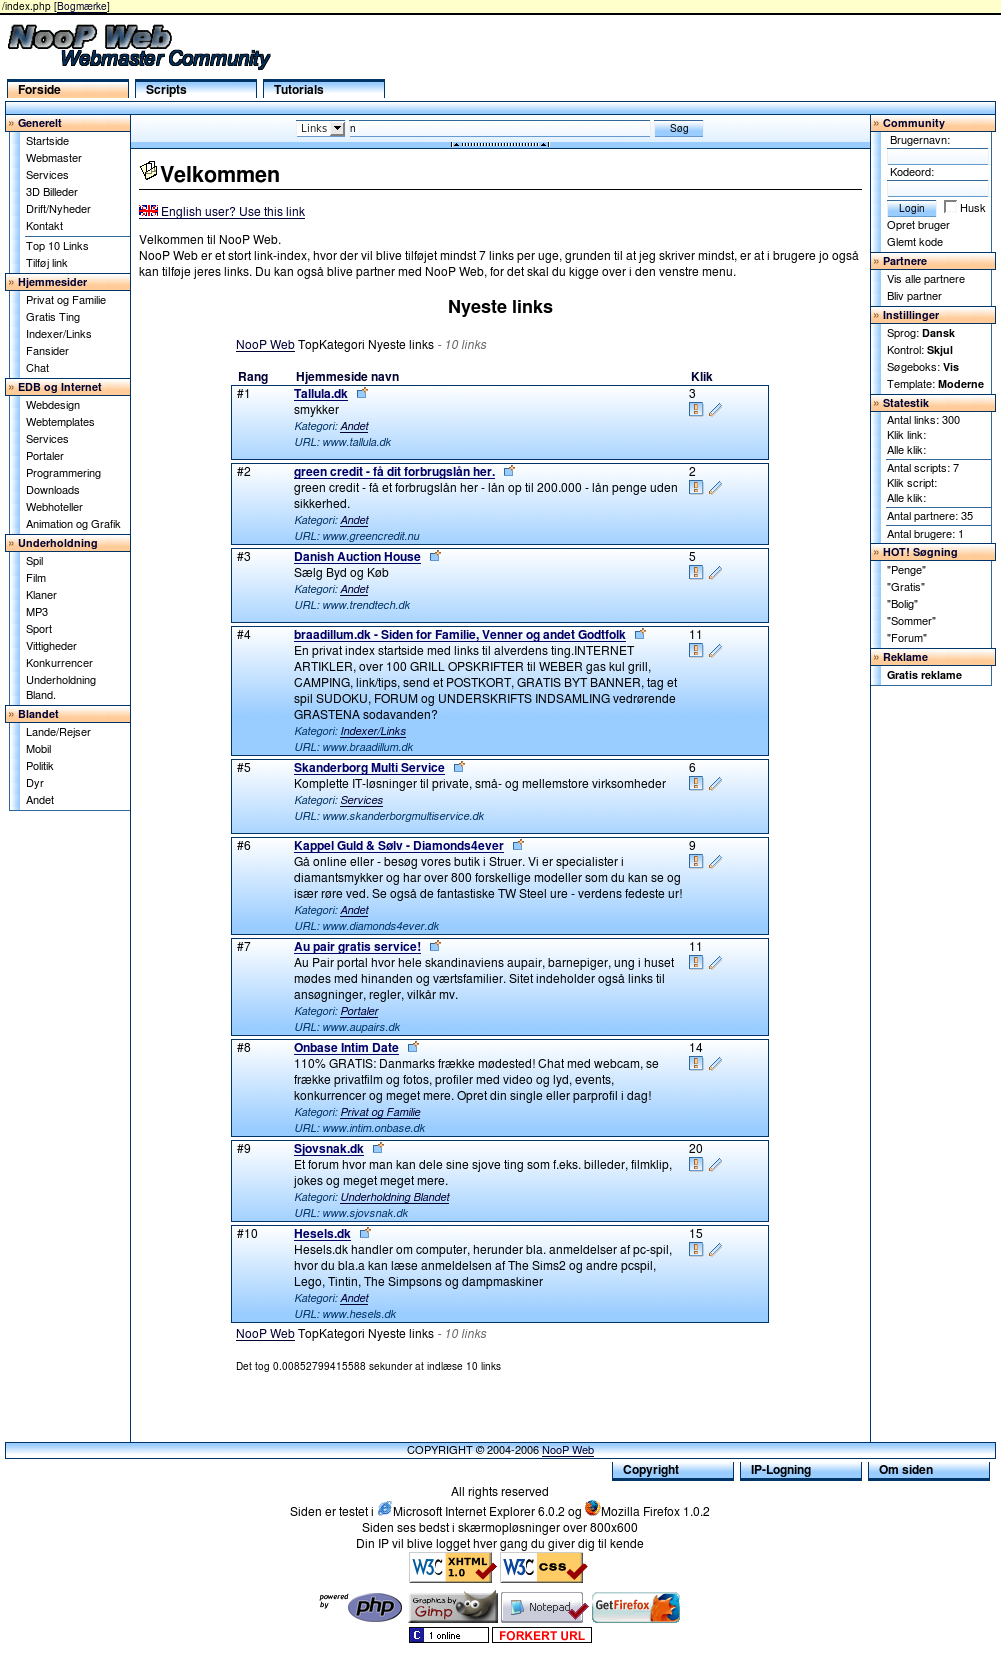 /index.php [Bogmærke]
NooP Web
Webmaster Community
Forside
Scripts
Tutorials
» Generelt
Startside
Webmaster
Services
3D Billeder
Drift/Nyheder
Kontakt
Top 10 Links
Tilføj link
» Hjemmesider
Privat og Familie
Gratis Ting
Indexer/Links
Fansider
Chat
» EDB og Internet
Webdesign
Webtemplates
Services
Portaler
Programmering
Downloads
Webhoteller
Animation og Grafik
» Underholdning
Spil
Film
Klaner
MP3
Sport
Vittigheder
Konkurrencer
Underholdning
Bland.
» Blandet
Lande/Rejser
Mobil
Politik
Dyr
Andet
Links n Søg
Velkommen
English user? Use this link
Velkommen til NooP Web.
NooP Web er et stort link-index, hvor der vil blive tilføjet mindst 7 links per uge, grunden til at jeg skriver mindst, er at i brugere jo også
kan tilføje jeres links. Du kan også blive partner med NooP Web, for det skal du kigge over i den venstre menu.
Nyeste links
NooP Web TopKategori Nyeste links - 10 links
Rang Hjemmeside navn Klik
#1 Tallula.dk 3
smykker
Kategori: Andet
URL: www.tallula.dk
#2 green credit - få dit forbrugslån her. 2
green credit - få et forbrugslån her - lån op til 200.000 - lån penge uden
sikkerhed.
Kategori: Andet
URL: www.greencredit.nu
#3 Danish Auction House 5
Sælg Byd og Køb
Kategori: Andet
URL: www.trendtech.dk
#4 braadillum.dk - Siden for Familie, Venner og andet Godtfolk 11
En privat index startside med links til alverdens ting.INTERNET
ARTIKLER, over 100 GRILL OPSKRIFTER til WEBER gas kul grill,
CAMPING, link/tips, send et POSTKORT, GRATIS BYT BANNER, tag et
spil SUDOKU, FORUM og UNDERSKRIFTS INDSAMLING vedrørende
GRASTENA sodavanden?
Kategori: Indexer/Links
URL: www.braadillum.dk
#5 Skanderborg Multi Service 6
Komplette IT-løsninger til private, små- og mellemstore virksomheder
Kategori: Services
URL: www.skanderborgmultiservice.dk
#6 Kappel Guld & Sølv - Diamonds4ever 9
Gå online eller - besøg vores butik i Struer. Vi er specialister i
diamantsmykker og har over 800 forskellige modeller som du kan se og
især røre ved. Se også de fantastiske TW Steel ure - verdens fedeste ur!
Kategori: Andet
URL: www.diamonds4ever.dk
#7 Au pair gratis service! 11
Au Pair portal hvor hele skandinaviens aupair, barnepiger, ung i huset
mødes med hinanden og værtsfamilier. Sitet indeholder også links til
ansøgninger, regler, vilkår mv.
Kategori: Portaler
URL: www.aupairs.dk
#8 Onbase Intim Date 14
110% GRATIS: Danmarks frække mødested! Chat med webcam, se
frække privatfilm og fotos, profiler med video og lyd, events,
konkurrencer og meget mere. Opret din single eller parprofil i dag!
Kategori: Privat og Familie
URL: www.intim.onbase.dk
#9 Sjovsnak.dk 20
Et forum hvor man kan dele sine sjove ting som f.eks. billeder, filmklip,
jokes og meget meget mere.
Kategori: Underholdning Blandet
URL: www.sjovsnak.dk
#10 Hesels.dk 15
Hesels.dk handler om computer, herunder bla. anmeldelser af pc-spil,
hvor du bla.a kan læse anmeldelsen af The Sims2 og andre pcspil,
Lego, Tintin, The Simpsons og dampmaskiner
Kategori: Andet
URL: www.hesels.dk
NooP Web TopKategori Nyeste links - 10 links
Det tog 0.00852799415588 sekunder at indlæse 10 links
» Community
Brugernavn:
Kodeord:
Login Husk
Opret bruger
Glemt kode
» Partnere
Vis alle partnere
Bliv partner
» Instillinger
Sprog: Dansk
Kontrol: Skjul
Søgeboks: Vis
Template: Moderne
» Statestik
Antal links: 300
Klik link:
Alle klik:
Antal scripts: 7
Klik script:
Alle klik:
Antal partnere: 35
Antal brugere: 1
» HOT! Søgning
"Penge"
"Gratis"
"Bolig"
"Sommer"
"Forum"
» Reklame
Gratis reklame
COPYRIGHT © 2004-2006 NooP Web
Copyright
IP-Logning
Om siden
All rights reserved
Siden er testet i Microsoft Internet Explorer 6.0.2 og Mozilla Firefox 1.0.2
Siden ses bedst i skærmopløsninger over 800x600
Din IP vil blive logget hver gang du giver dig til kende
W3C XHTML 1.0
W3C css
powered by php
Graphics by Gimp
Notepad
GetFirefox
C 1 online
FORKERT URL